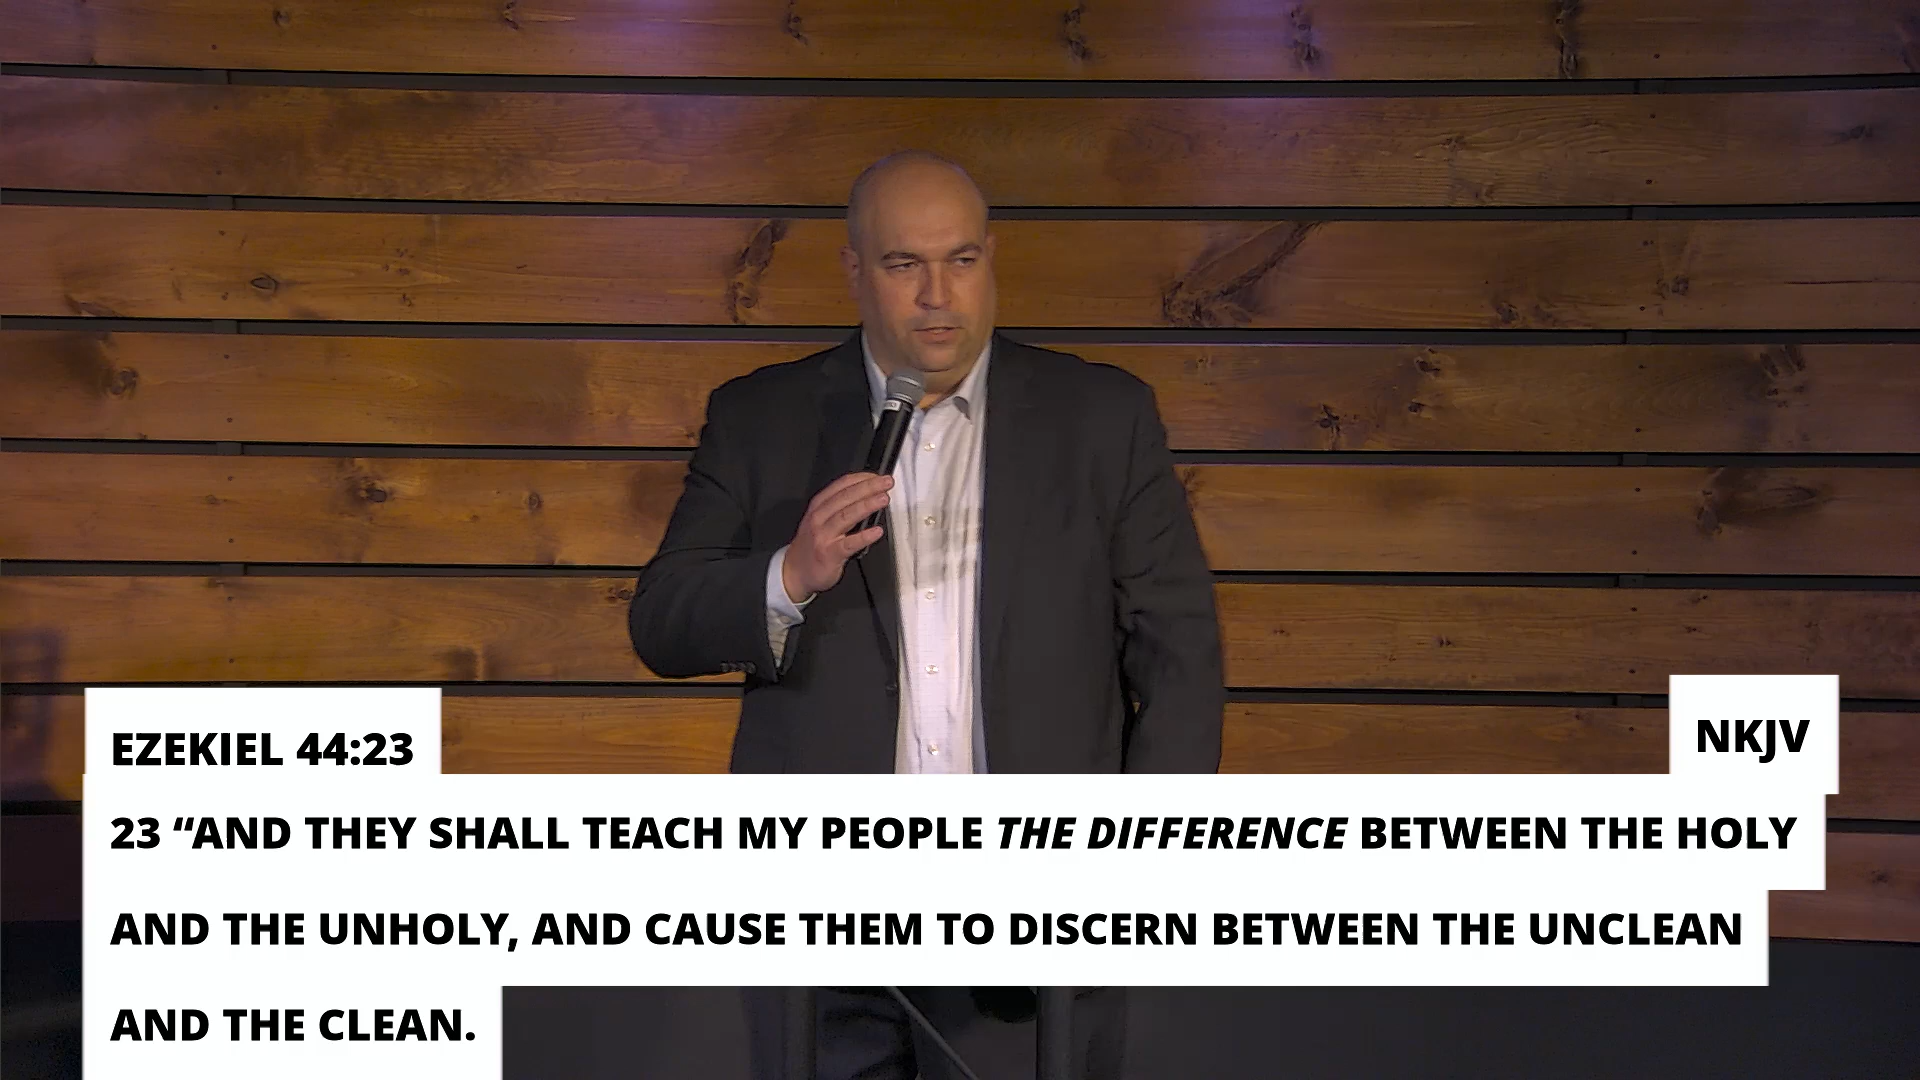 EZEKIEL 44:23
NKJV
23 “AND THEY SHALL TEACH MY PEOPLE THE DIFFERENCE BETWEEN THE HOLY
AND THE UNHOLY, AND CAUSE THEM TO DISCERN BETWEEN THE UNCLEAN
AND THE CLEAN.